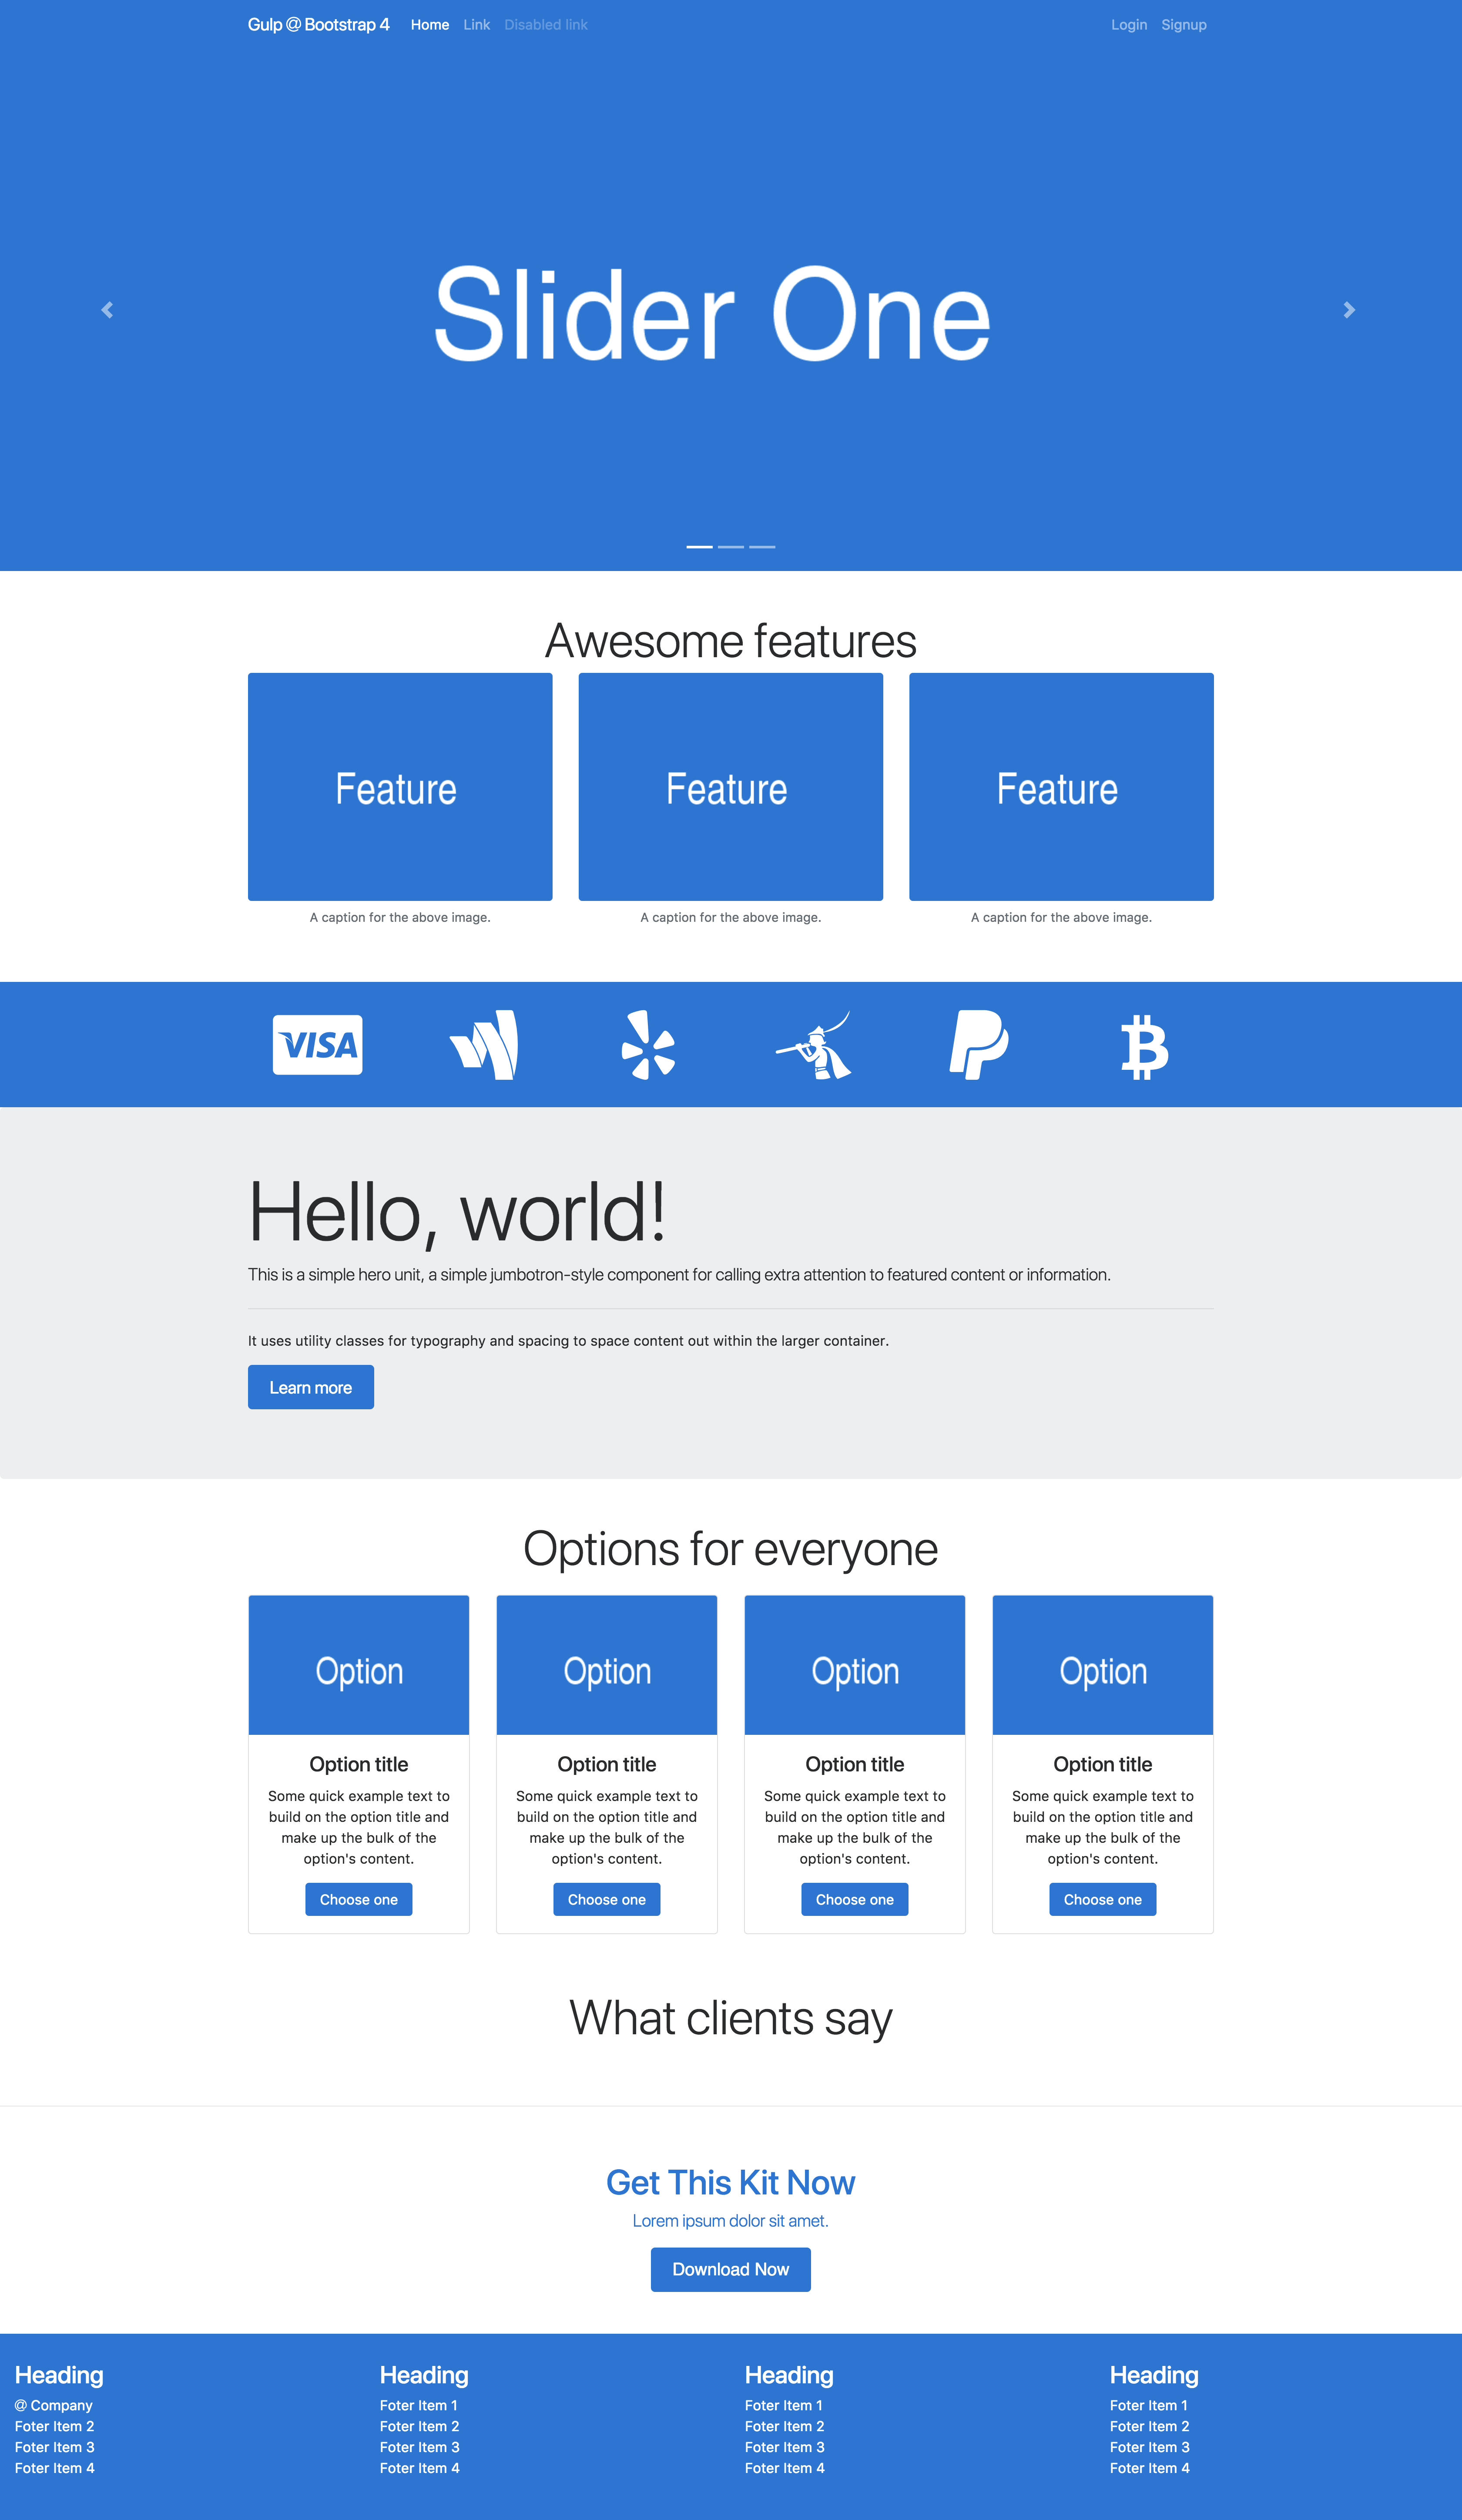 Gulp @ Bootstrap 4 Home Link Disabled link Login Signup
Slider One
Awesome features
Feature Feature Feature
A caption for the above image. A caption for the above image. A caption for the above image.
VISA
Hello, world!
This is a simple hero unit, a simple jumbotron-style component for calling extra attention to featured content or information.
It uses utility classes for typography and spacing to space content out within the larger container.
Learn more
Options for everyone
Option Option Option Option
Option title Option title Option title Option title
Some quick example text to Some quick example text to Some quick example text to Some quick example text to
build on the option title and build on the option title and build on the option title and build on the option title and
make up the bulk of the make up the bulk of the make up the bulk of the make up the bulk of the
option's content. option's content. option's content. option's content.
Choose one Choose one Choose one Choose one
What clients say
Get This Kit Now
Lorem ipsum dolor sit amet.
Download Now
Heading Heading Heading Heading
@ Company Foter Item 1 Foter Item 1 Foter Item 1
Foter Item 2 Foter Item 2 Foter Item 2 Foter Item 2
Foter Item 3 Foter Item 3 Foter Item 3 Foter Item 3
Foter Item 4 Foter Item 4 Foter Item 4 Foter Item 4